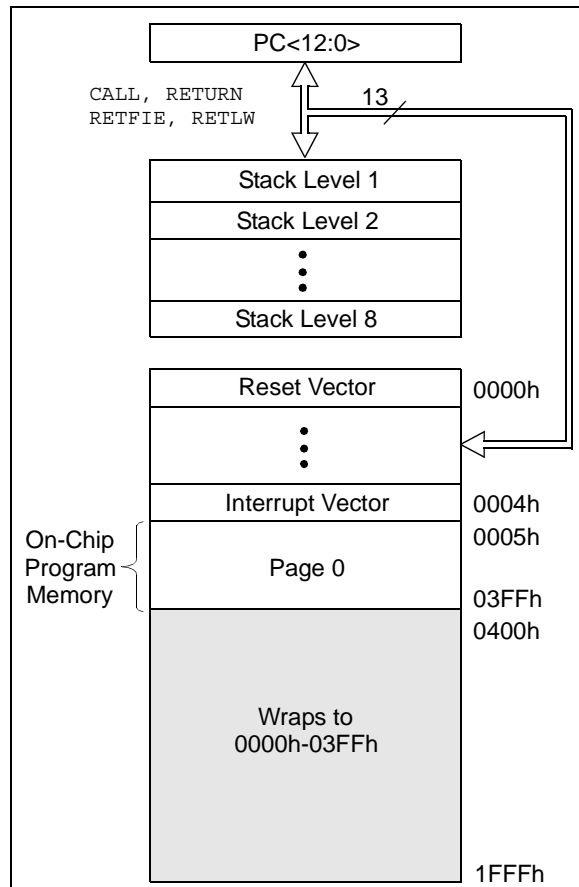 PC<12:0>
CALL, RETURN
RETFIE, RETLW
13
Stack Level 1
Stack Level 2
Stack Level 8
Reset Vector
0000h
Interrupt Vector
0004h
On-Chip
Program
Memory
0005h
Page 0
03FFh
0400h
Wraps to
0000h-03FFh
1FFFh